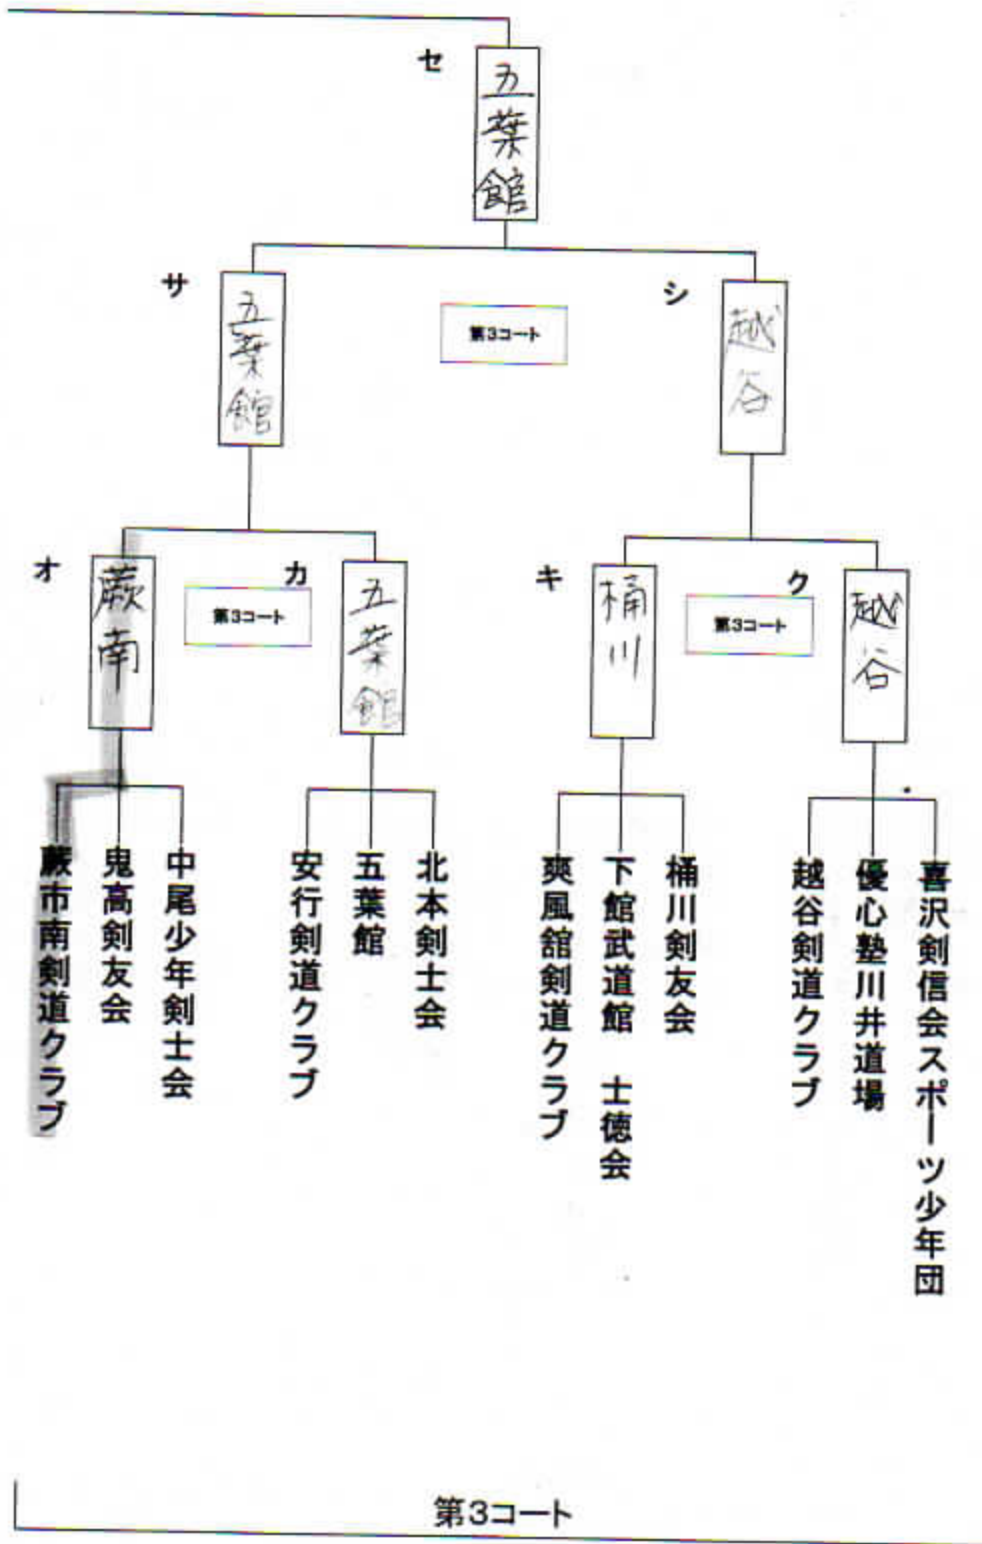 セ
五葉館
サ
五葉館
第3コート
シ
越谷
オ
蕨南
第3コート
カ
五葉館
キ
桶川
第3コート
ク
越谷
蕨市南剣道クラブ
鬼高剣友会
中尾少年剣士会
安行剣道クラブ
五葉館
北本剣士会
爽風舘剣道クラブ
下館武道館 士徳会
桶川剣友会
越谷剣道クラブ
優心塾川井道場
喜沢剣信会スポーツ少年団
第3コート